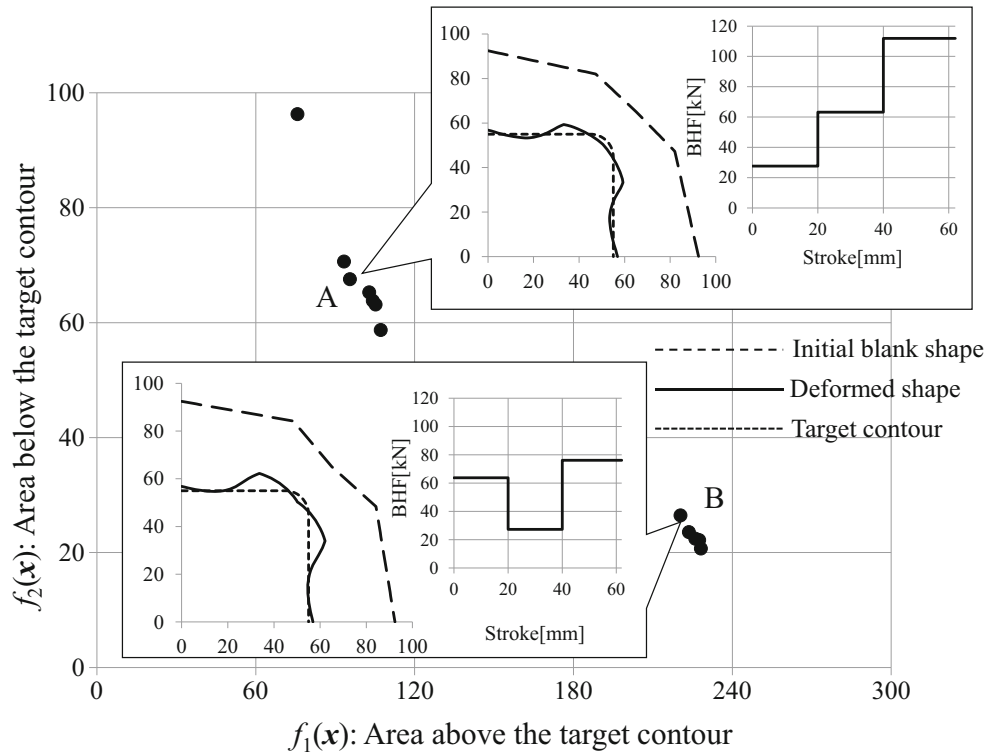 f₂(x): Area below the target contour
100
80
60
40
20
0
0
60
120
180
240
300
f₁(x): Area above the target contour
A
B
100
80
60
40
20
0
0 20 40 60 80 100
BHF[kN]
120
100
80
60
40
20
0
0 20 40 60
Stroke[mm]
Initial blank shape
Deformed shape
Target contour
100
80
60
40
20
0
0 20 40 60 80 100
BHF[kN]
120
100
80
60
40
20
0
0 20 40 60
Stroke[mm]